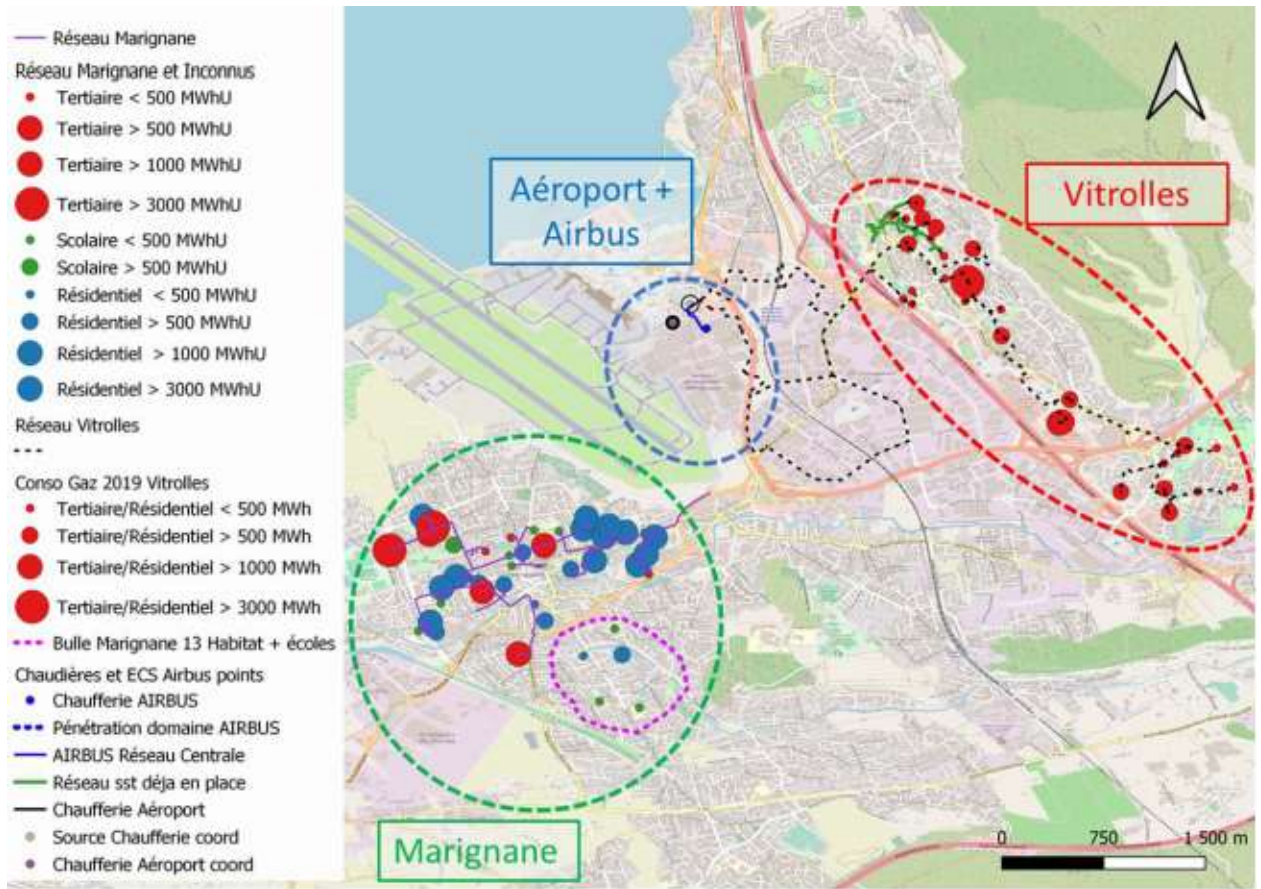 Réseau Marignane
Réseau Marignane et Inconnus
Tertiaire < 500 MWhU
Tertiaire > 500 MWhU
Tertiaire > 1000 MWhU
Tertiaire > 3000 MWhU
Scolaire < 500 MWhU
Scolaire > 500 MWhU
Résidentiel < 500 MWhU
Résidentiel > 500 MWhU
Résidentiel > 1000 MWhU
Résidentiel > 3000 MWhU
Réseau Vitrolles
Conso Gaz 2019 Vitrolles
Tertiaire/Résidentiel < 500 MWh
Tertiaire/Résidentiel > 500 MWh
Tertiaire/Résidentiel > 1000 MWh
Tertiaire/Résidentiel > 3000 MWh
Bulle Marignane 13 Habitat + écoles
Chaudières et ECS Airbus points
Chaufferie AIRBUS
Pénétration domaine AIRBUS
AIRBUS Réseau Centrale
Réseau sst déja en place
Chaufferie Aéroport
Source Chaufferie coord
Chaufferie Aéroport coord
Aéroport +
Airbus
Vitrolles
Marignane
0 750 1 500 m